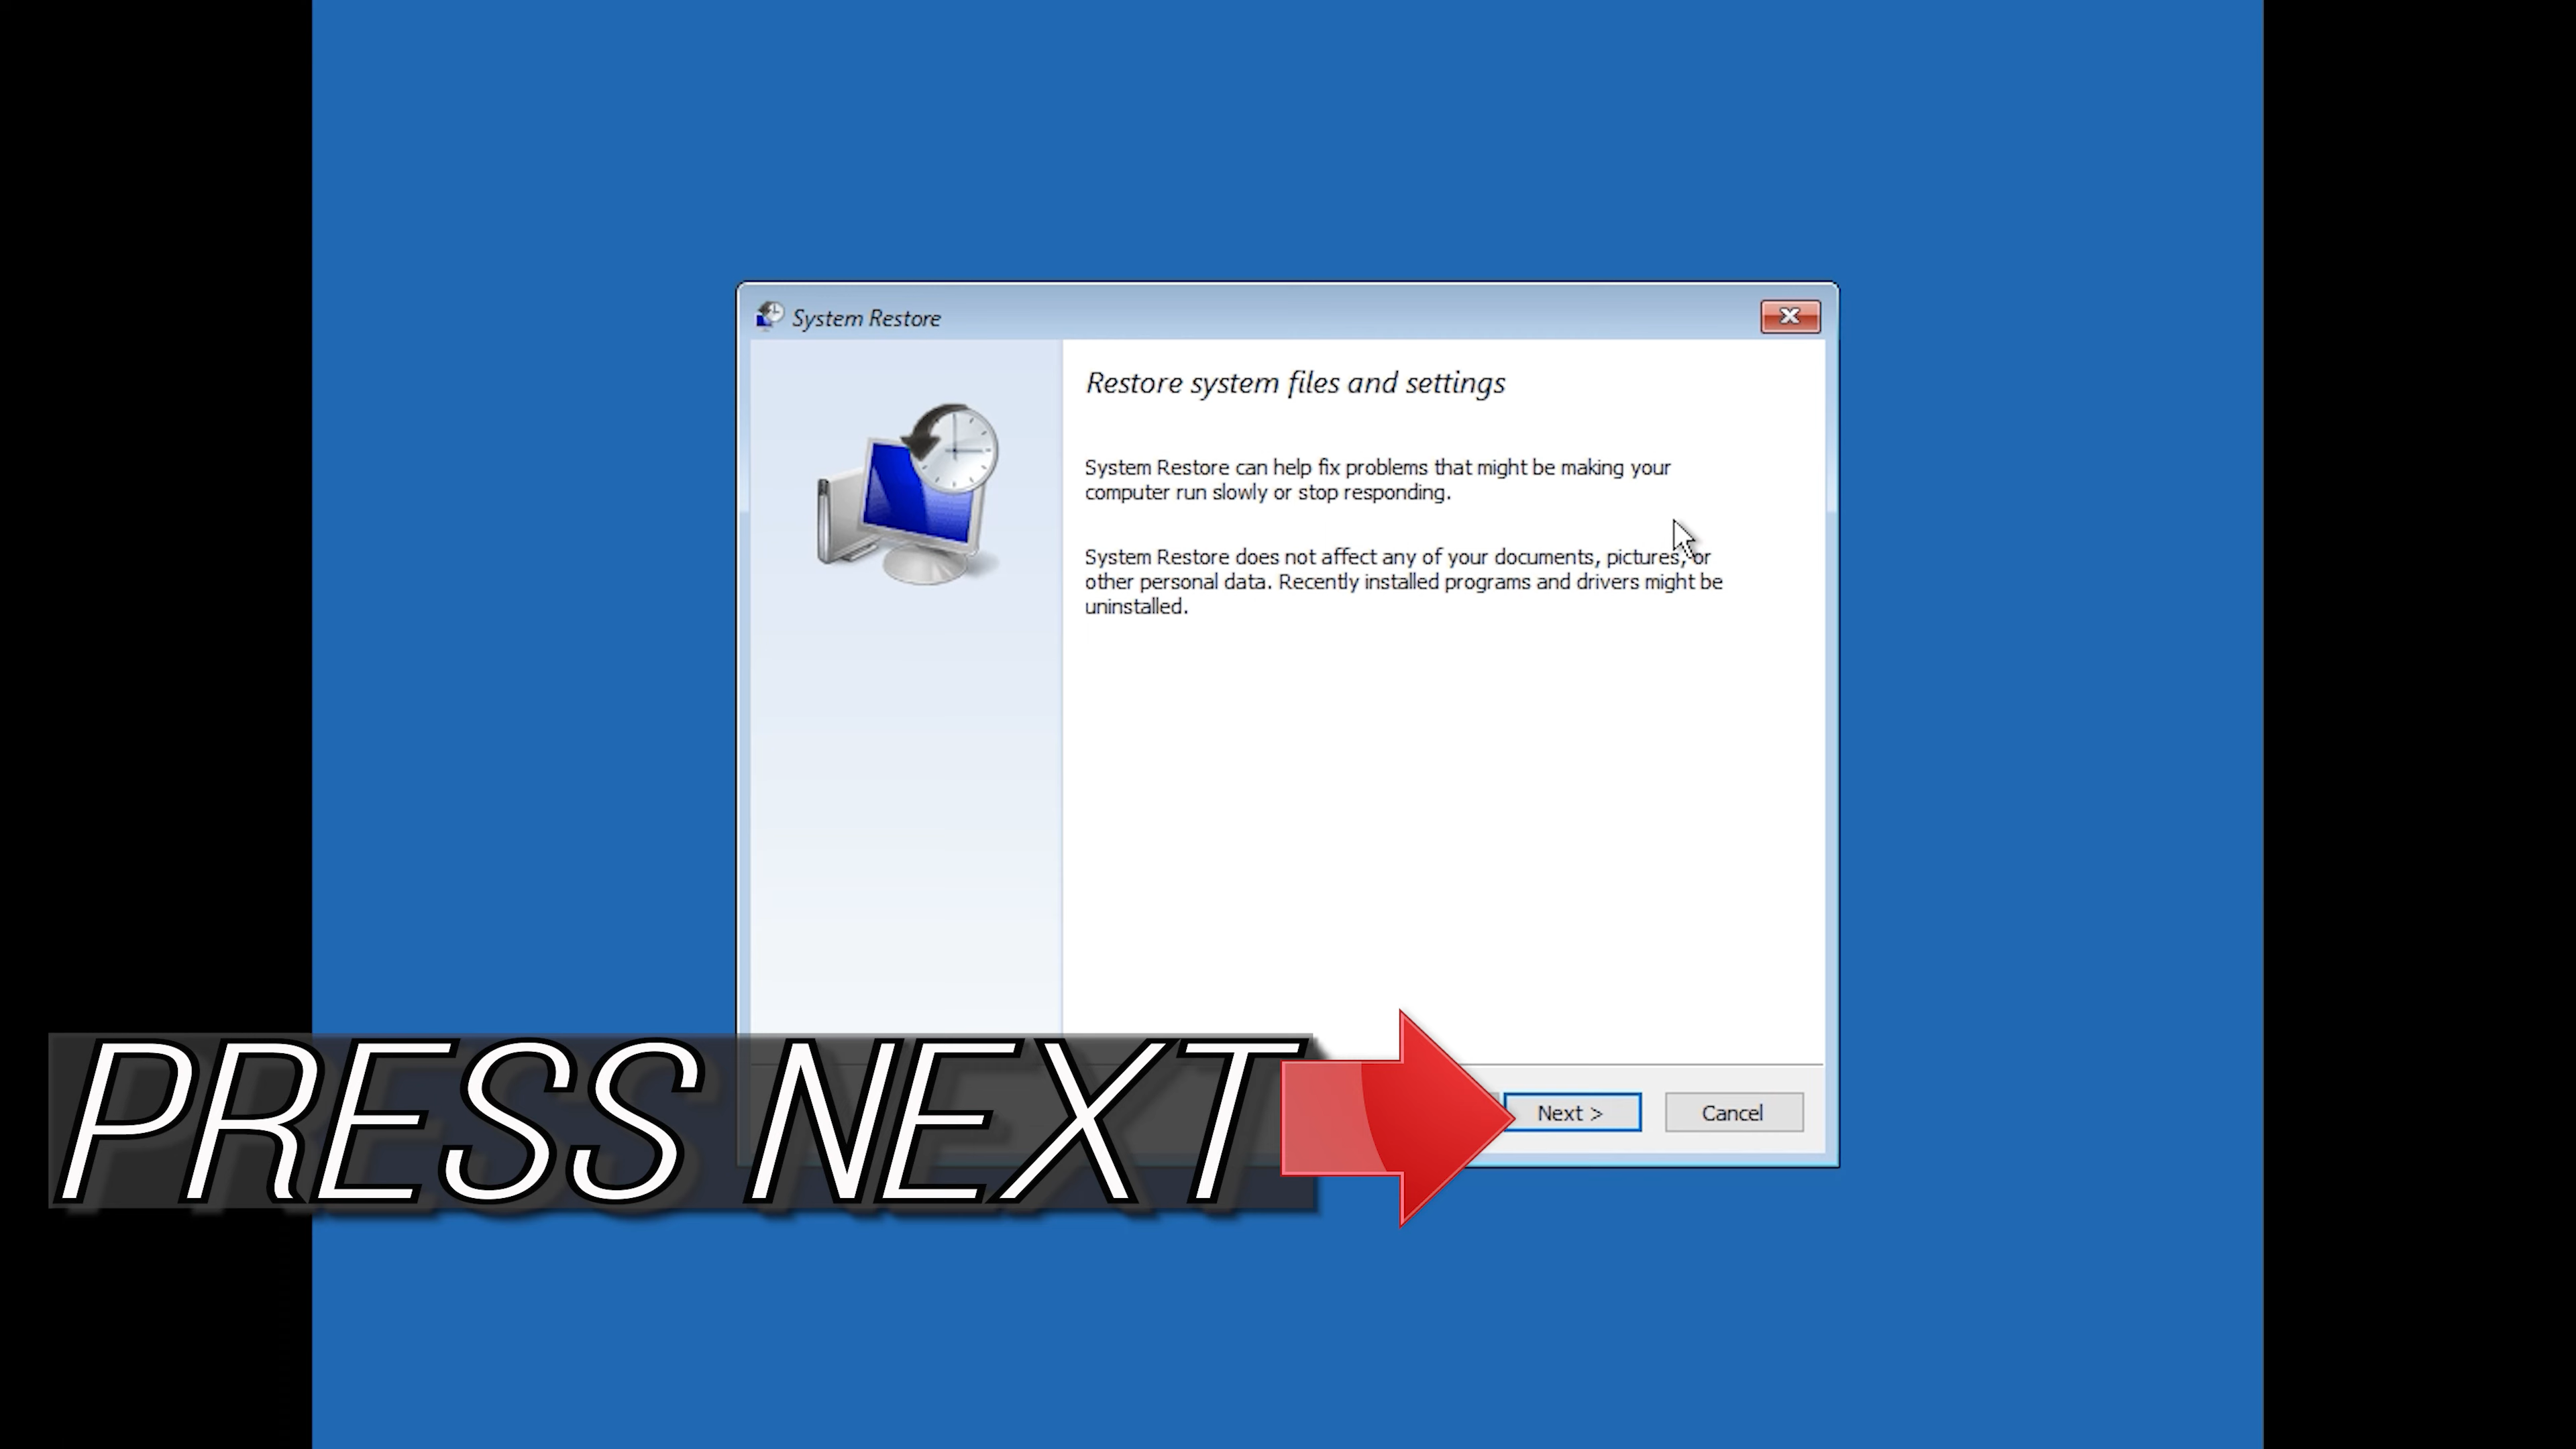 System Restore
Restore system files and settings
System Restore can help fix problems that might be making your
computer run slowly or stop responding.
System Restore does not affect any of your documents, pictures, or
other personal data. Recently installed programs and drivers might be
uninstalled.
PRESS NEXT
Next >
Cancel